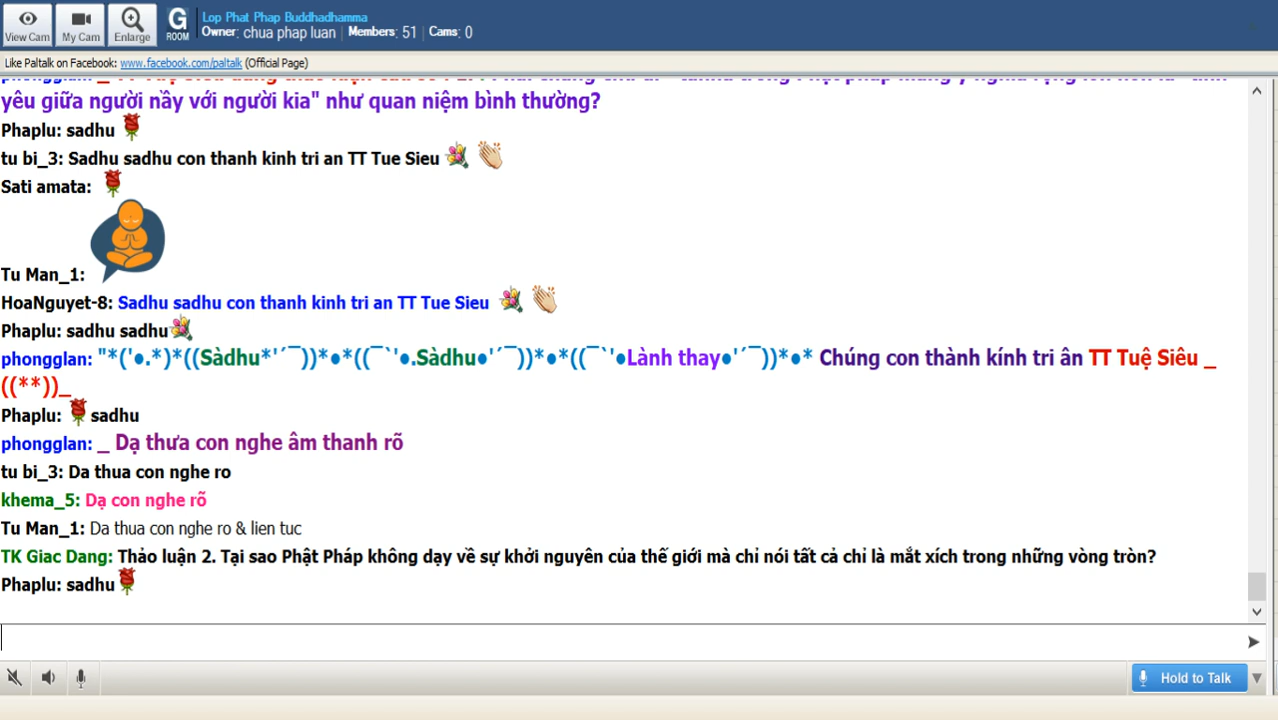 View Cam
My Cam
Enlarge
G
ROOM
Lop Phat Phap Buddhadhamma
Owner: chua phap luan | Members: 51 | Cams: 0
Like Paltalk on Facebook: www.facebook.com/paltalk (Official Page)
yêu giữa người nầy với người kia" như quan niệm bình thường?
Phaplu: sadhu
tu bi_3: Sadhu sadhu con thanh kinh tri an TT Tue Sieu
Sati amata:
Tu Man_1:
HoaNguyet-8: Sadhu sadhu con thanh kinh tri an TT Tue Sieu
Phaplu: sadhu sadhu
phongglan: "*('●.*)*((Sàdhu*'´¯))*●*((¯`'●.Sàdhu●'´¯))*●*((¯`'●Lành thay●'´¯))*●* Chúng con thành kính tri ân TT Tuệ Siêu _
((**))_
Phaplu: sadhu
phongglan: _ Dạ thưa con nghe âm thanh rõ
tu bi_3: Da thua con nghe ro
khema_5: Dạ con nghe rõ
Tu Man_1: Da thua con nghe ro & lien tuc
TK Giac Dang: Thảo luận 2. Tại sao Phật Pháp không dạy về sự khởi nguyên của thế giới mà chỉ nói tất cả chỉ là mắt xích trong những vòng tròn?
Phaplu: sadhu
Hold to Talk